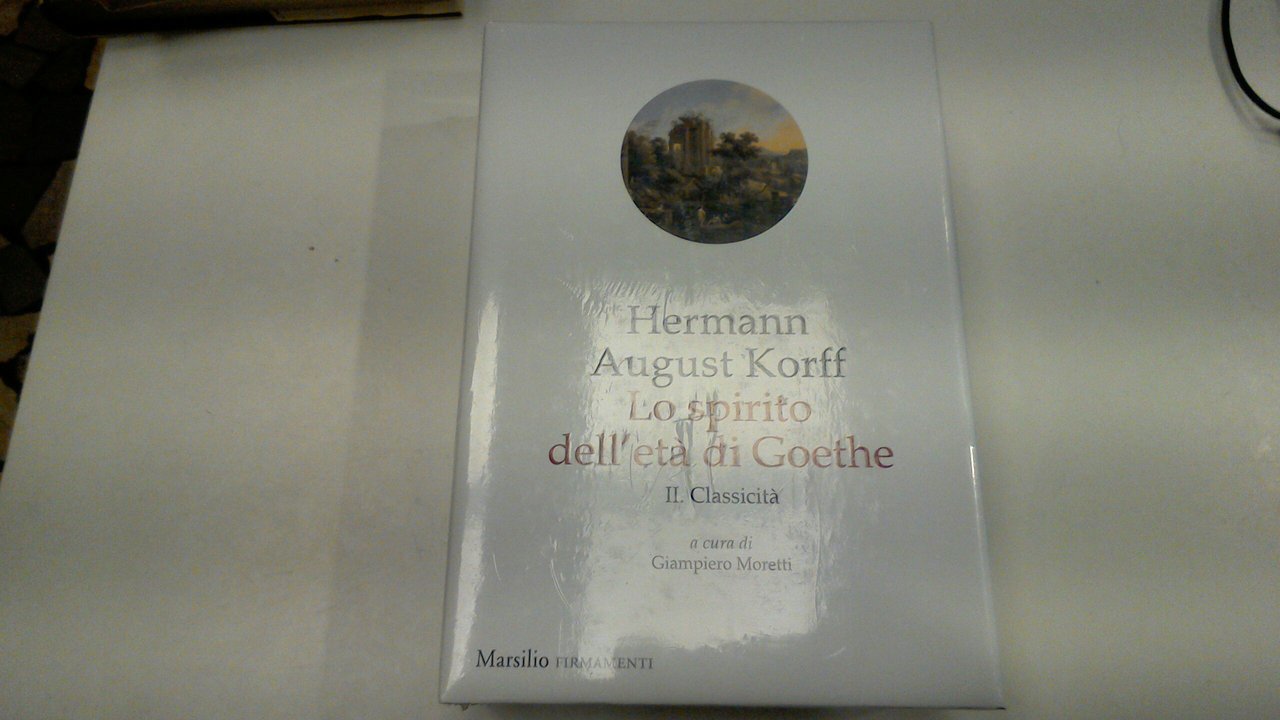 Hermann
August Korff
Lo spirito
dell'età di Goethe
II. Classicità
a cura di
Giampiero Moretti
Marsilio FIRMAMENTI